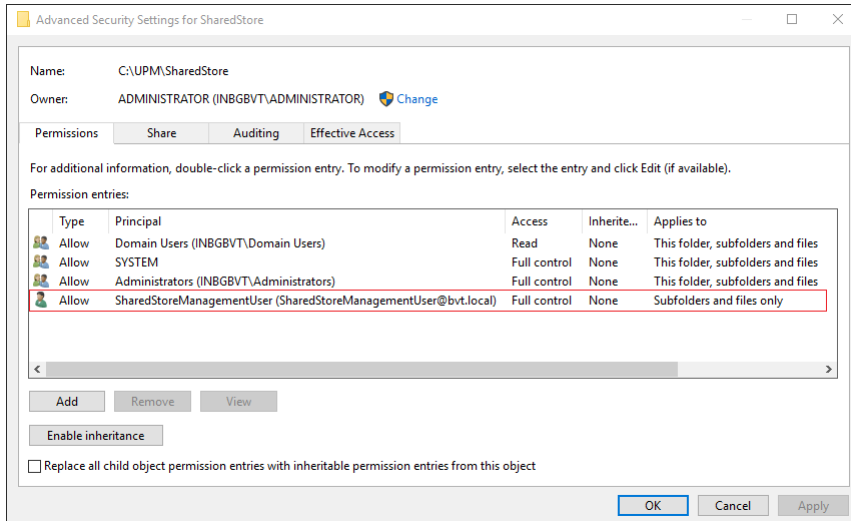 Advanced Security Settings for SharedStore
Name: C:\UPM\SharedStore
Owner: ADMINISTRATOR (INBGBVT\ADMINISTRATOR) Change
Permissions Share Auditing Effective Access
For additional information, double-click a permission entry. To modify a permission entry, select the entry and click Edit (if available).
Permission entries:
Type Principal Access Inherite... Applies to
Allow Domain Users (INBGBVT\Domain Users) Read None This folder, subfolders and files
Allow SYSTEM Full control None This folder, subfolders and files
Allow Administrators (INBGBVT\Administrators) Full control None This folder, subfolders and files
Allow SharedStoreManagementUser (SharedStoreManagementUser@bvt.local) Full control None Subfolders and files only
Add Remove View
Enable inheritance
Replace all child object permission entries with inheritable permission entries from this object
OK Cancel Apply